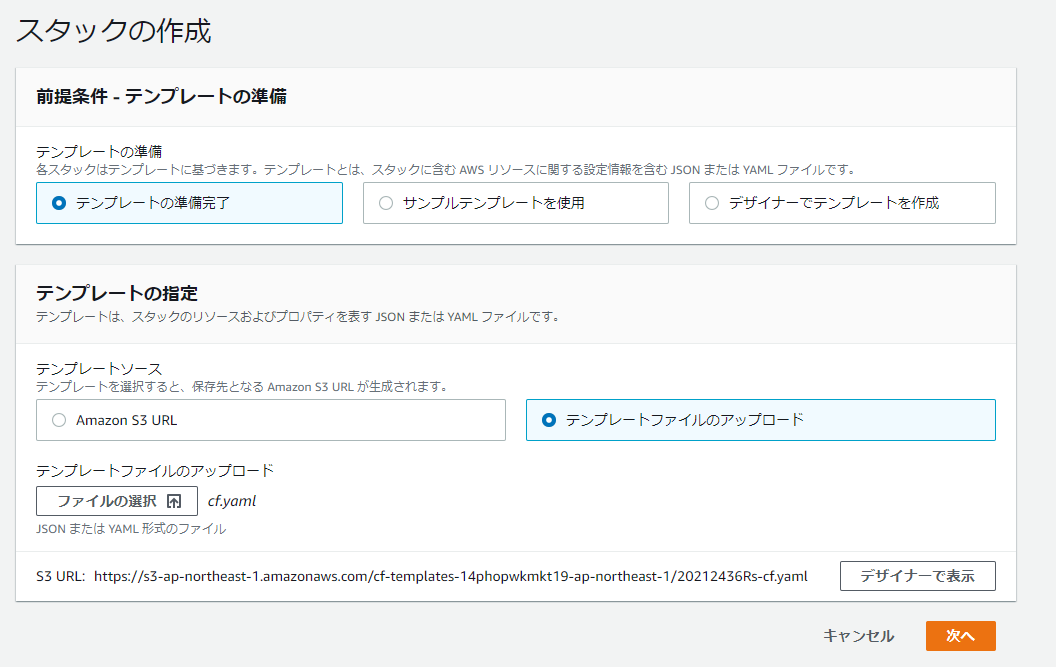 スタックの作成
前提条件 - テンプレートの準備
テンプレートの準備
各スタックはテンプレートに基づきます。テンプレートとは、スタックに含む AWS リソースに関する設定情報を含む JSON または YAML ファイルです。
テンプレートの準備完了
サンプルテンプレートを使用
デザイナーでテンプレートを作成
テンプレートの指定
テンプレートは、スタックのリソースおよびプロパティを表す JSON または YAML ファイルです。
テンプレートソース
テンプレートを選択すると、保存先となる Amazon S3 URL が生成されます。
Amazon S3 URL
テンプレートファイルのアップロード
テンプレートファイルのアップロード
ファイルの選択 cf.yaml
JSON または YAML 形式のファイル
S3 URL: https://s3-ap-northeast-1.amazonaws.com/cf-templates-14phopwkmkt19-ap-northeast-1/20212436Rs-cf.yaml
デザイナーで表示
キャンセル
次へ